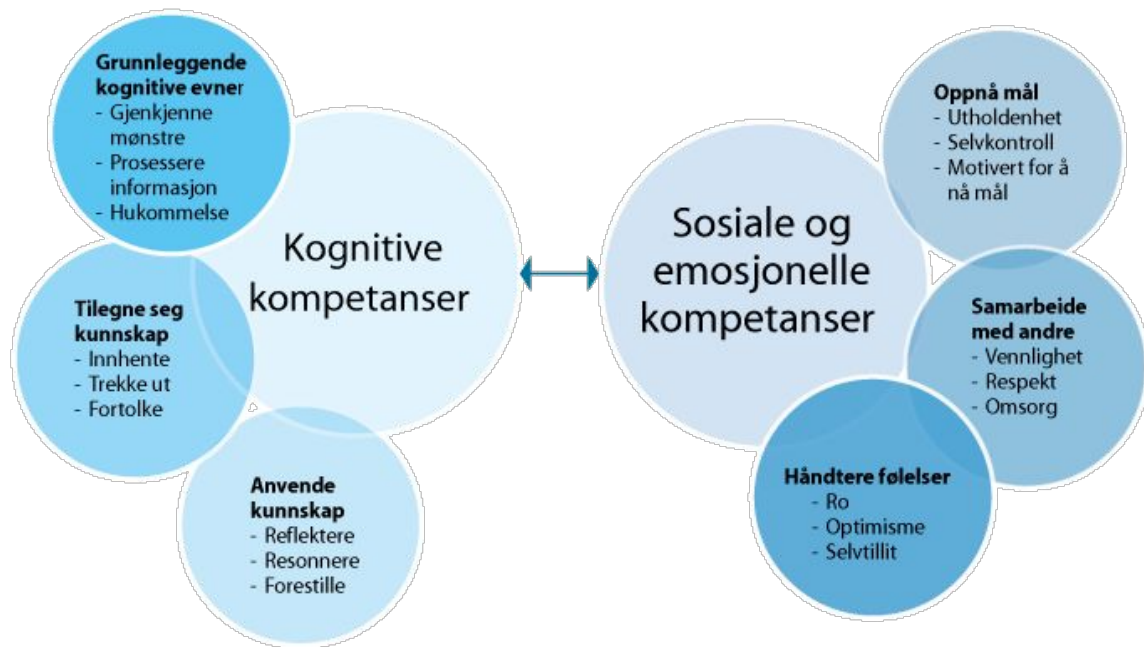 Grunnleggende
kognitive evner
- Gjenkjenne
mønstre
- Prosessere
informasjon
- Hukommelse
Kognitive
kompetanser
Tilegne seg
kunnskap
- Innhente
- Trekke ut
- Fortolke
Anvende
kunnskap
- Reflektere
- Resonnere
- Forestille
Sosiale og
emosjonelle
kompetanser
Oppnå mål
- Utholdenhet
- Selvkontroll
- Motivert for å
nå mål
Samarbeide
med andre
- Vennlighet
- Respekt
- Omsorg
Håndtere følelser
- Ro
- Optimisme
- Selvtillit